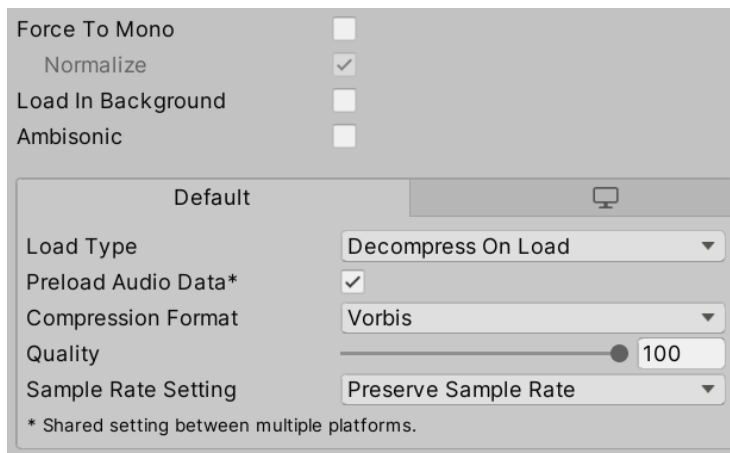 Force To Mono
Normalize
Load In Background
Ambisonic
Default
Load Type Decompress On Load
Preload Audio Data*
Compression Format Vorbis
Quality 100
Sample Rate Setting Preserve Sample Rate
* Shared setting between multiple platforms.